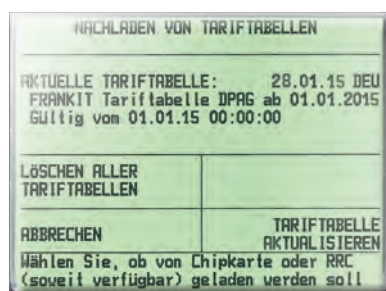 NACHLADEN VON TARIFTABELLEN
AKTUELLE TARIFTABELLE: 28.01.15 DEU
FRANKIT Tariftabelle DPAG ab 01.01.2015
Gültig vom 01.01.15 00:00:00
LöSCHEN ALLER
TARIFTABELLEN
ABBRECHEN
TARIFTABELLE
AKTUALISIEREN
Wählen Sie, ob von Chipkarte oder RRC
(soweit verfügbar) geladen werden soll